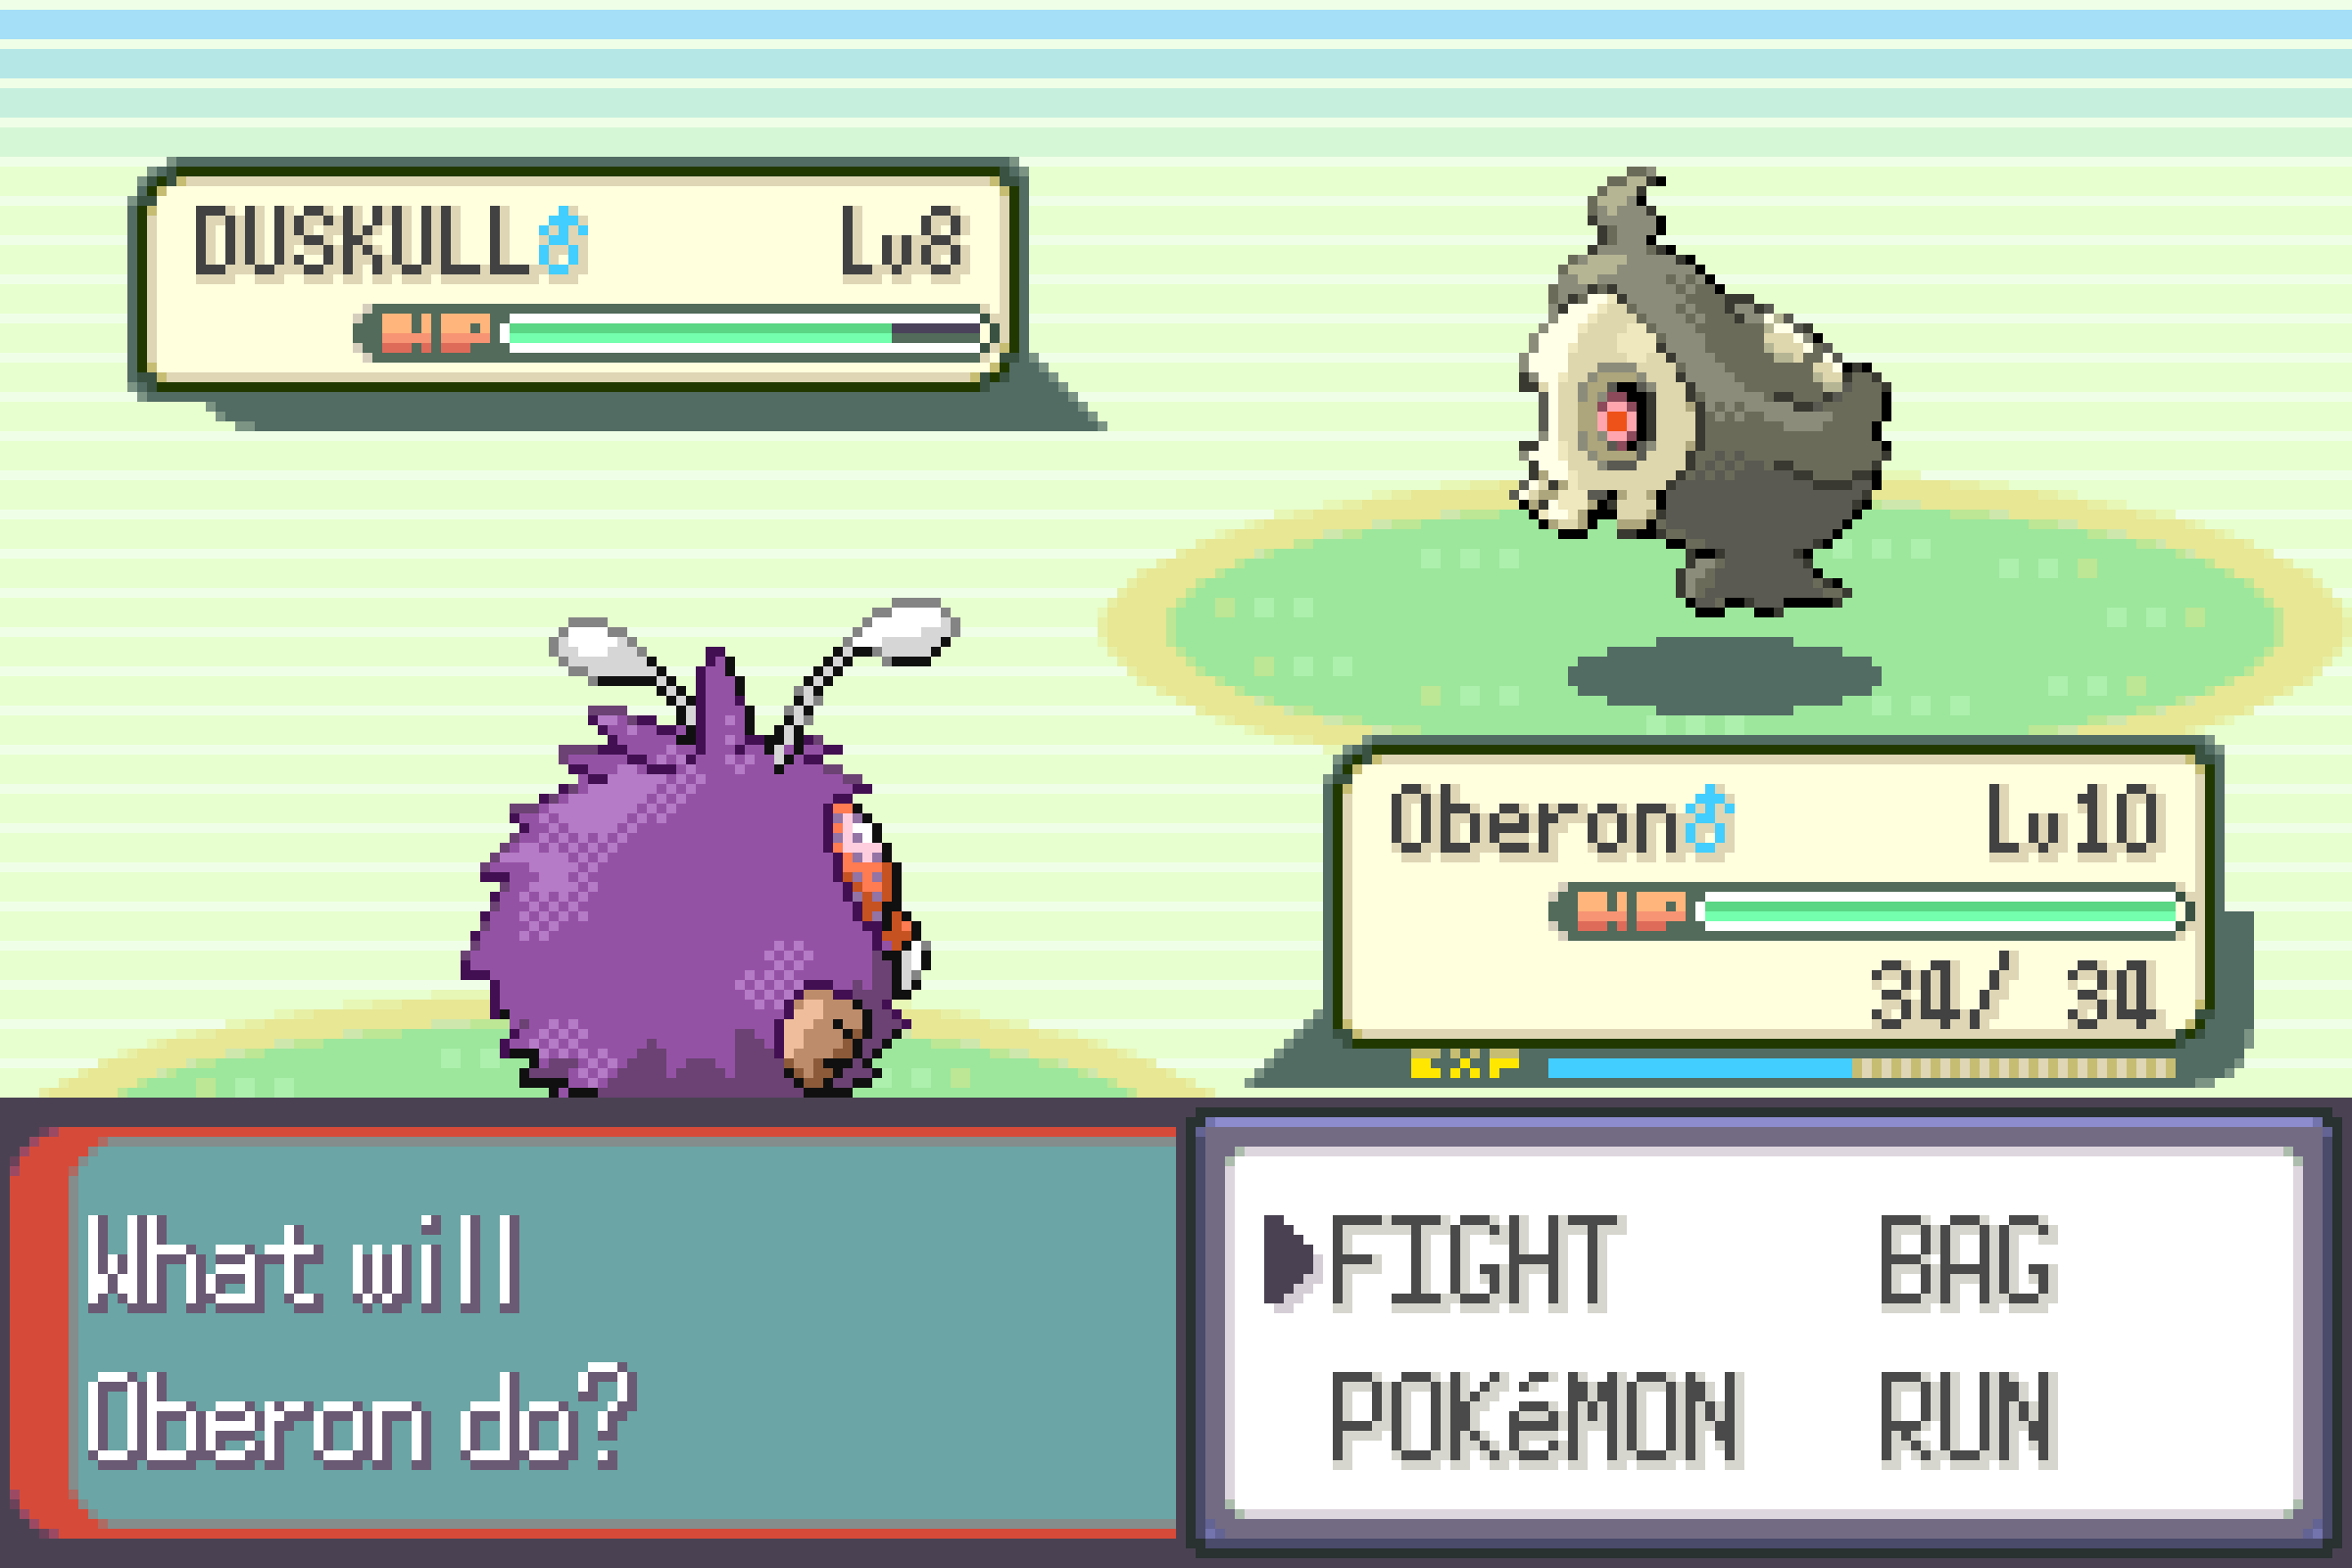 DUSKULL♂ Lv8
HP
Oberon♂ Lv10
HP
34/ 34
EXP
What will
Oberon do?
FIGHT BAG
POKéMON RUN